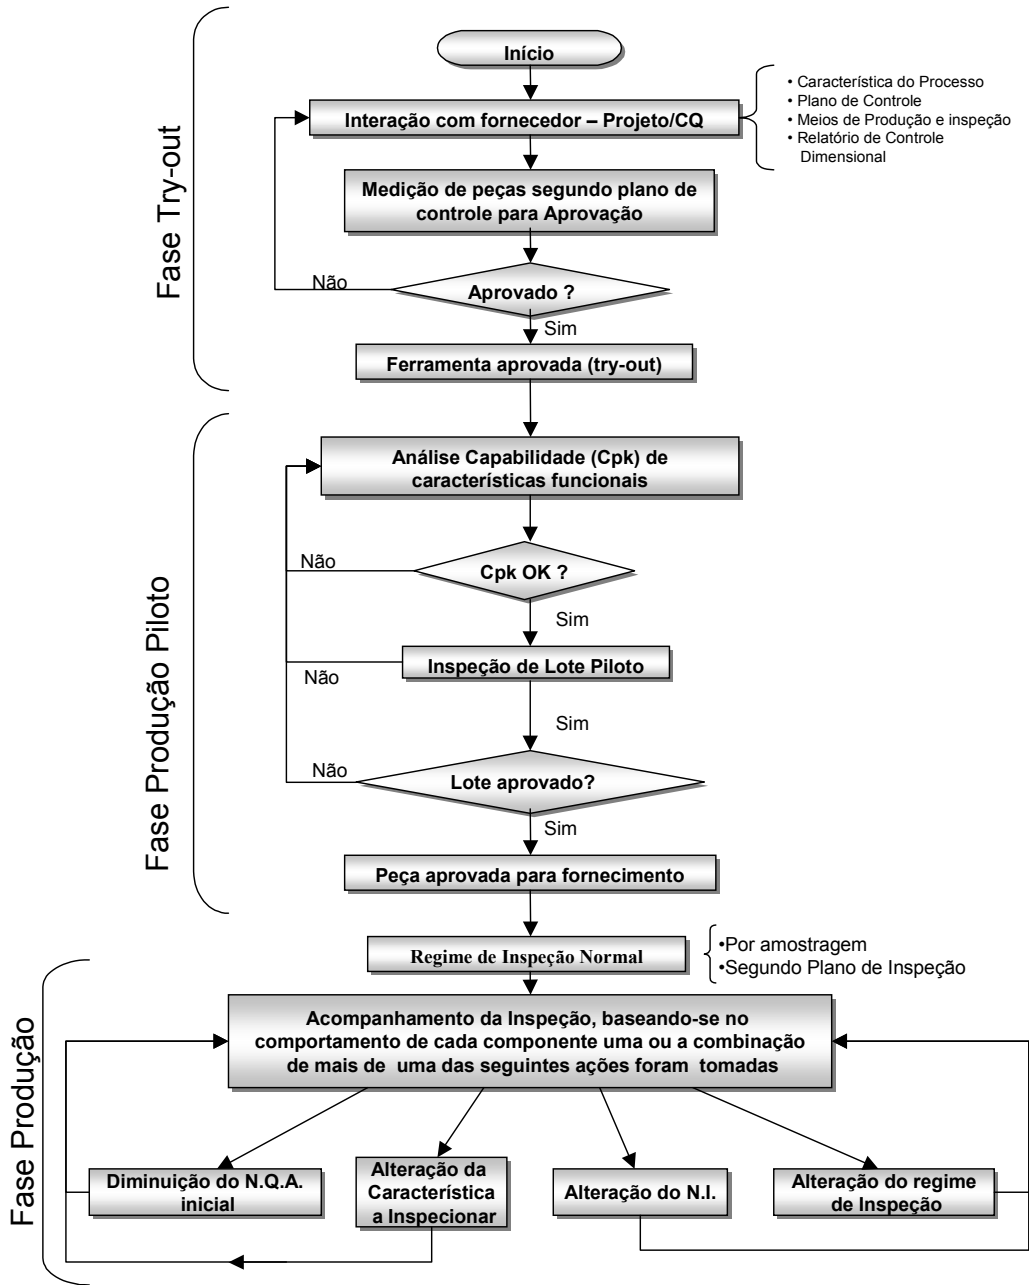 Fase Try-out
Início
Interação com fornecedor – Projeto/CQ
• Característica do Processo
• Plano de Controle
• Meios de Produção e inspeção
• Relatório de Controle
Dimensional
Medição de peças segundo plano de
controle para Aprovação
Não
Aprovado ?
Sim
Ferramenta aprovada (try-out)
Fase Produção Piloto
Análise Capabilidade (Cpk) de
características funcionais
Não
Cpk OK ?
Sim
Inspeção de Lote Piloto
Não
Sim
Não
Lote aprovado?
Sim
Peça aprovada para fornecimento
Fase Produção
Regime de Inspeção Normal
•Por amostragem
•Segundo Plano de Inspeção
Acompanhamento da Inspeção, baseando-se no
comportamento de cada componente uma ou a combinação
de mais de uma das seguintes ações foram tomadas
Diminuição do N.Q.A.
inicial
Alteração da
Característica
a Inspecionar
Alteração do N.I.
Alteração do regime
de Inspeção